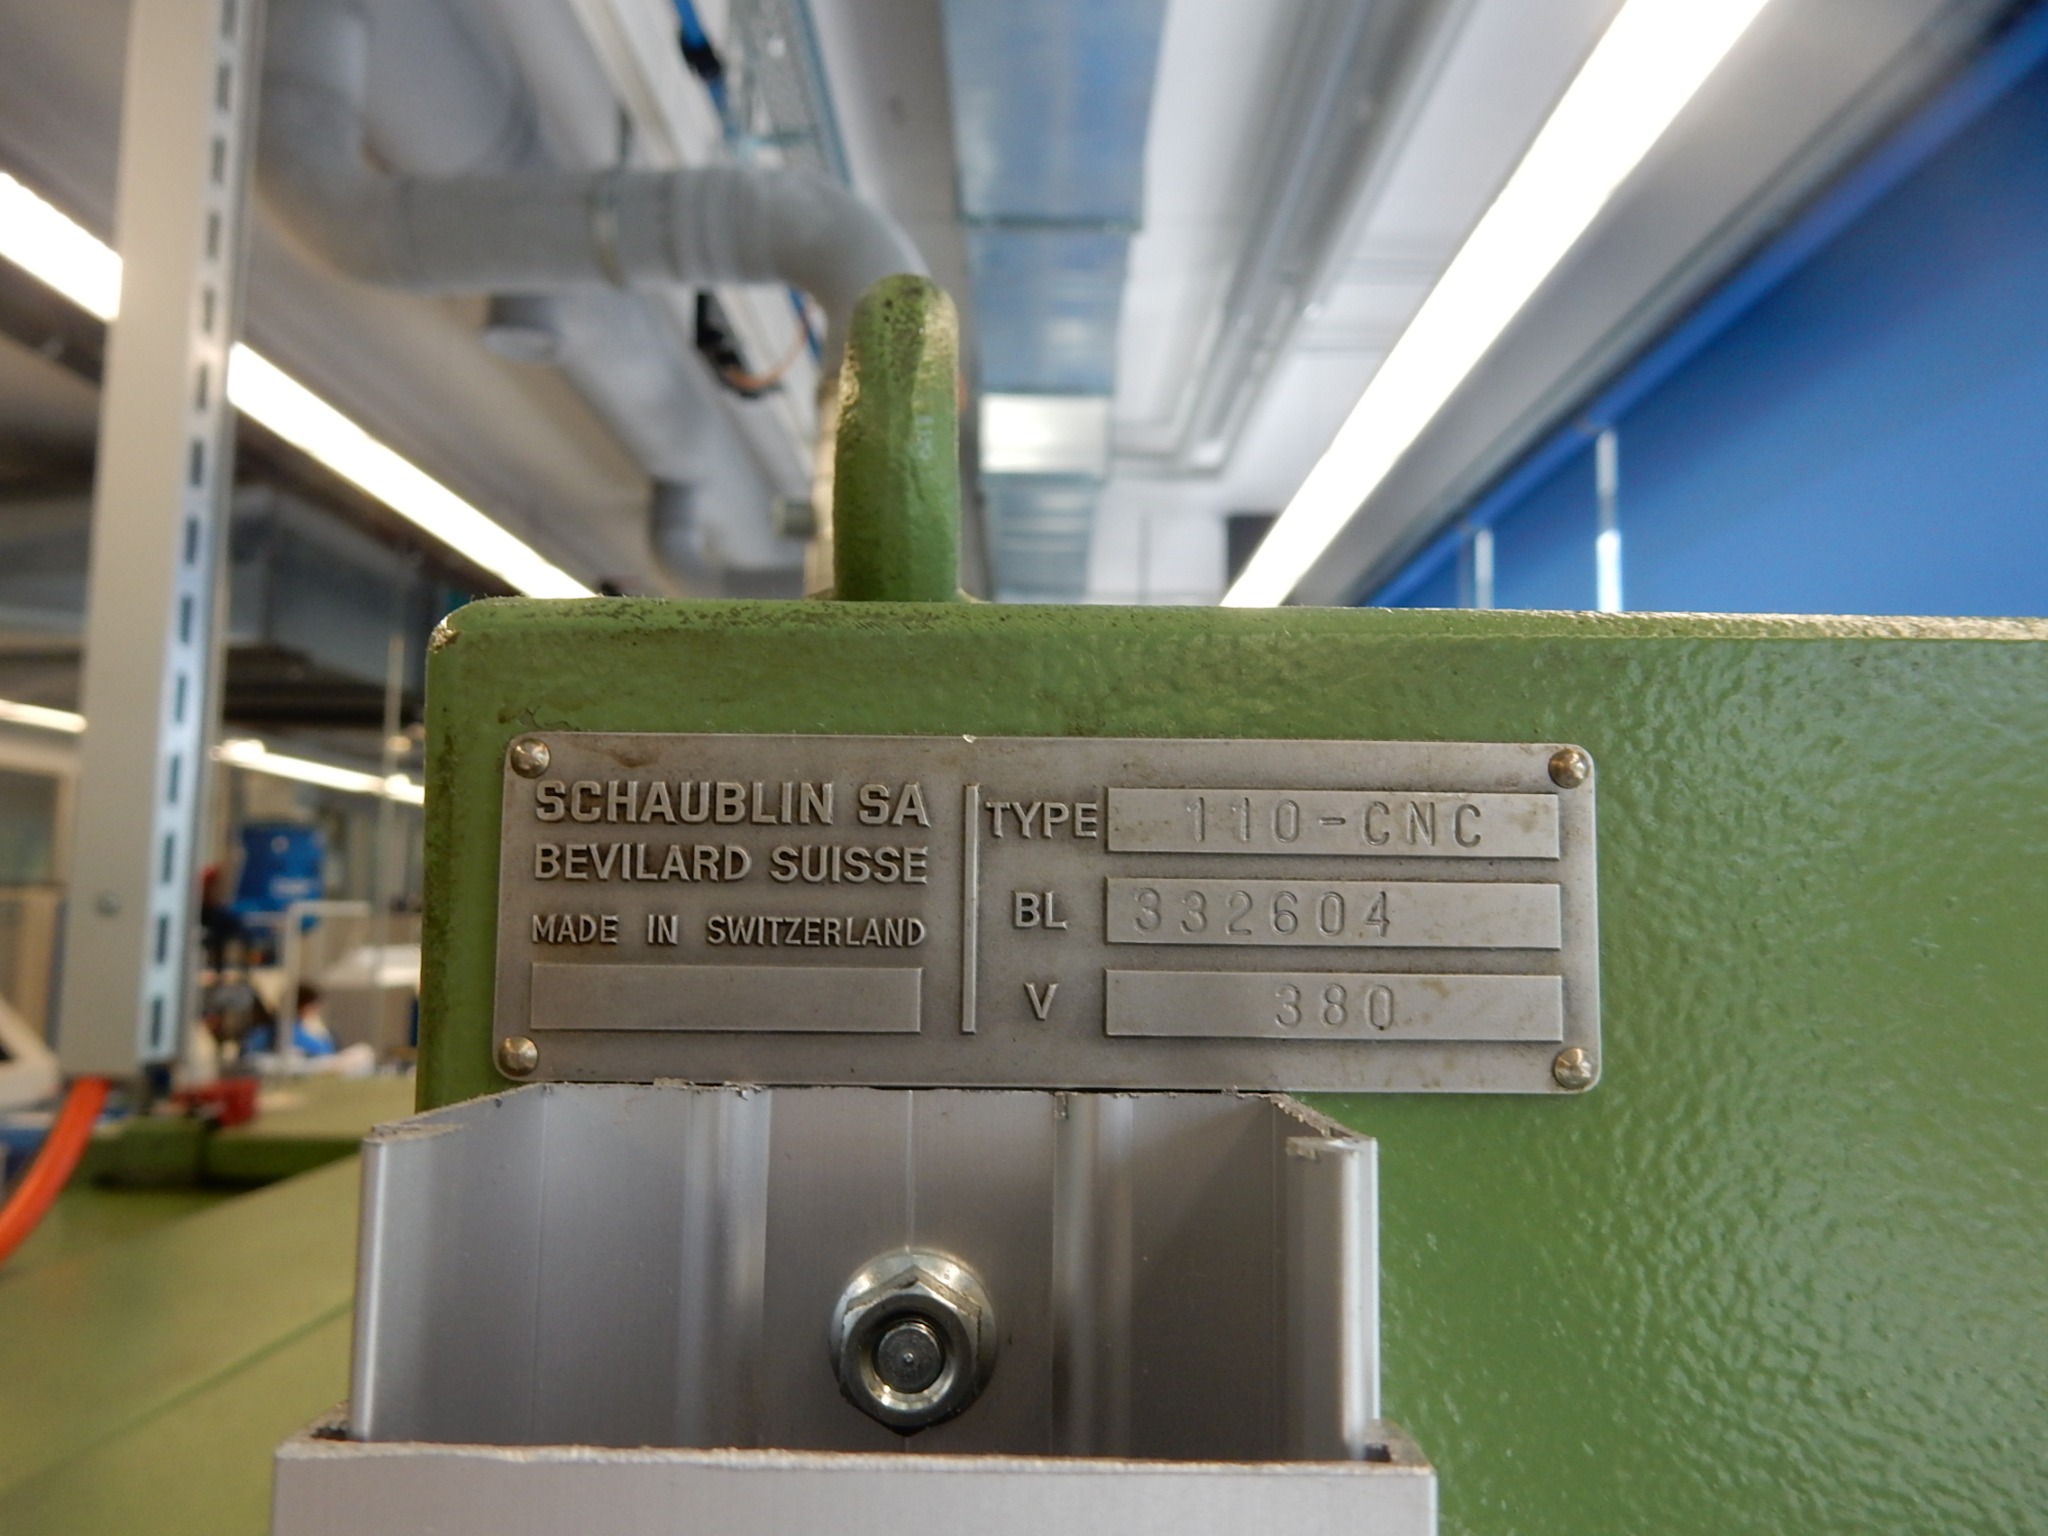 SCHAUBLIN SA
BEVILARD SUISSE
MADE IN SWITZERLAND
TYPE 110-CNC
BL 332604
V 380